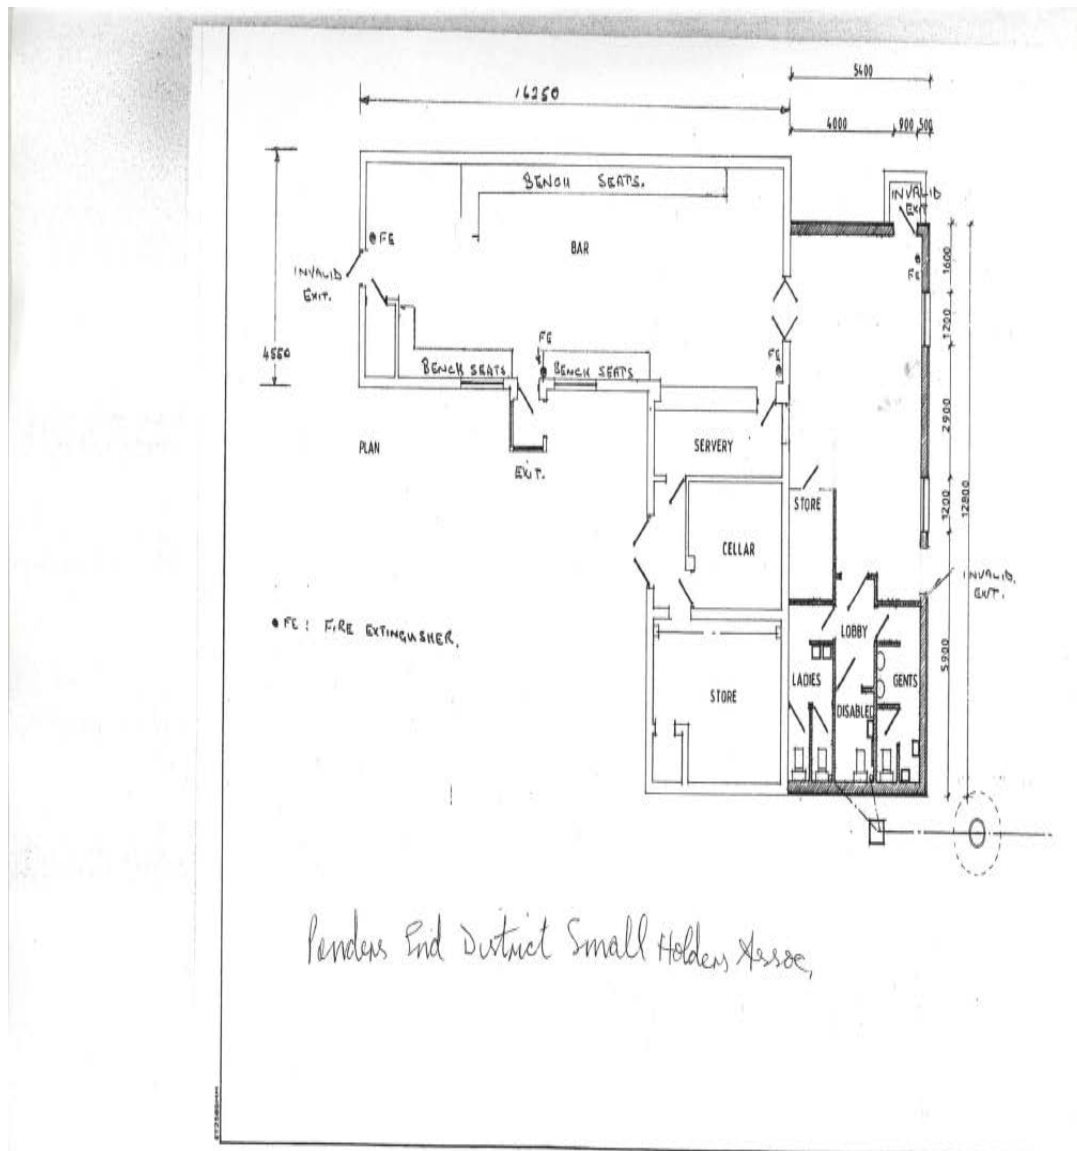 5400
16250
4000
900
500
BENCH SEATS.
INVALID
EXIT
BAR
FE
FE
1600
INVALID
EXIT.
1200
4550
FE
FE
BENCH SEATS
BENCH SEATS
2900
PLAN
SERVERY
EXIT.
STORE
1200
12800
CELLAR
INVALID.
EXIT.
FE : FIRE EXTINGUISHER.
LOBBY
5900
LADIES
GENTS
STORE
DISABLED
Ponders End District Small Holders Assoc,